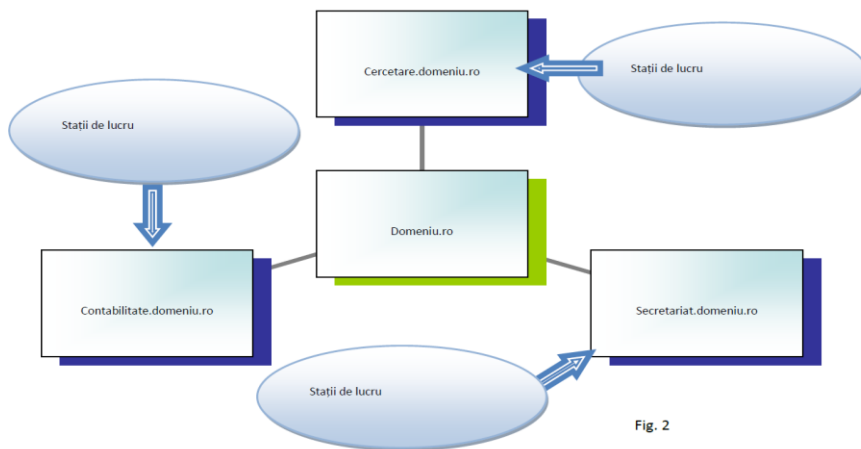 Cercetare.domeniu.ro
Stații de lucru
Stații de lucru
Domeniu.ro
Contabilitate.domeniu.ro
Secretariat.domeniu.ro
Stații de lucru
Fig. 2